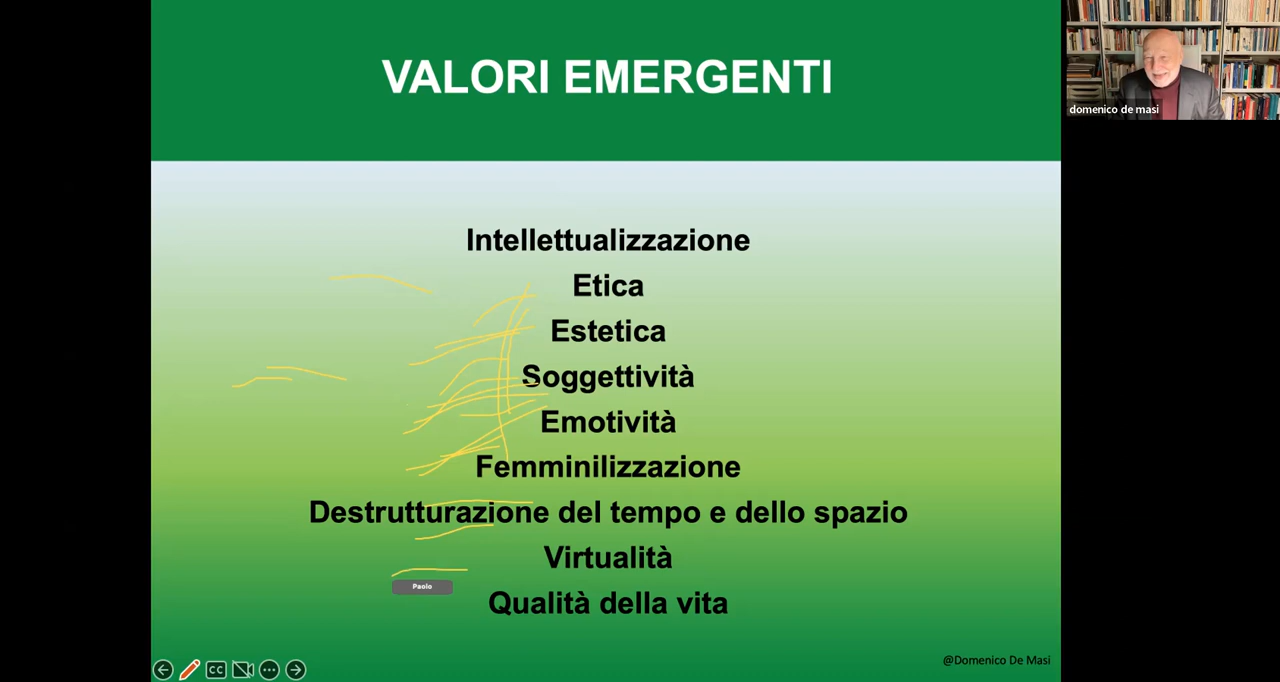 VALORI EMERGENTI
domenico de masi
Intellettualizzazione
Etica
Estetica
Soggettività
Emotività
Femminilizzazione
Destrutturazione del tempo e dello spazio
Virtualità
Paolo
Qualità della vita
@Domenico De Masi
CC